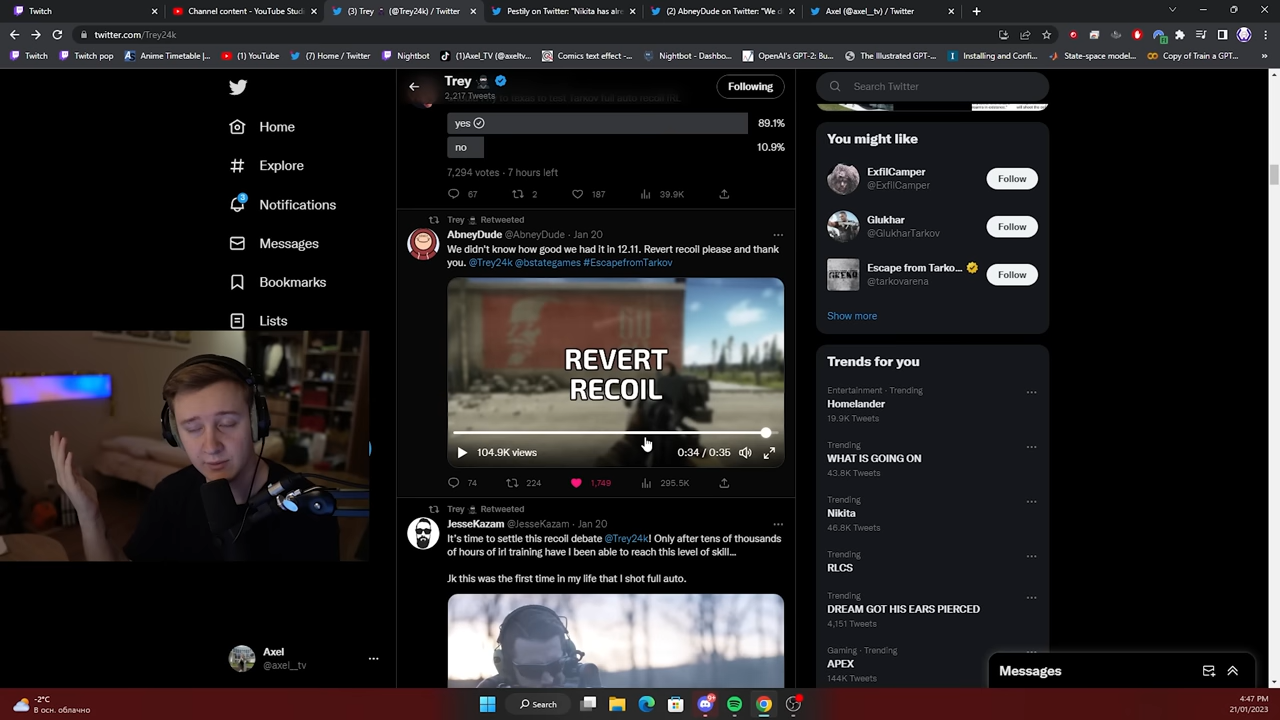 Twitch
Channel content - YouTube Stud
(3) Trey (@Trey24k) / Twitter
Pestily on Twitter: "Nikita has alre
(2) AbneyDude on Twitter: "We d
Axel (@axel__tv) / Twitter
twitter.com/Trey24k
Twitch
Twitch pop
Anime Timetable |...
(1) YouTube
(7) Home / Twitter
Nightbot
Axel_TV (@axeltv...
Comics text effect -...
Nightbot - Dashbo...
OpenAI's GPT-2: Bu...
The Illustrated GPT-...
Installing and Confi...
State-space model...
Copy of Train a GPT...
Trey
2,217 Tweets
Following
yes
89.1%
no
10.9%
7,294 votes · 7 hours left
67
2
187
39.9K
Home
Explore
3
Notifications
Messages
Bookmarks
Lists
Trey Retweeted
AbneyDude @AbneyDude · Jan 20
We didn't know how good we had it in 12.11. Revert recoil please and thank
you. @Trey24k @bstategames #EscapefromTarkov
REVERT
RECOIL
104.9K views
0:34 / 0:35
74
224
1,749
295.5K
Trey Retweeted
JesseKazam @JesseKazam · Jan 20
It's time to settle this recoil debate @Trey24k! Only after tens of thousands
of hours of irl training have I been able to reach this level of skill...
Jk this was the first time in my life that I shot full auto.
Axel
@axel__tv
Search Twitter
You might like
ExfilCamper
@ExfilCamper
Follow
Glukhar
@GlukharTarkov
Follow
Escape from Tarko...
@tarkovarena
Follow
Show more
Trends for you
Entertainment · Trending
Homelander
19.9K Tweets
Trending
WHAT IS GOING ON
43.8K Tweets
Trending
Nikita
46.8K Tweets
Trending
RLCS
Trending
DREAM GOT HIS EARS PIERCED
4,151 Tweets
Gaming · Trending
APEX
144K Tweets
Messages
-2°C
В осн. облачно
Search
4:47 PM
21/01/2023